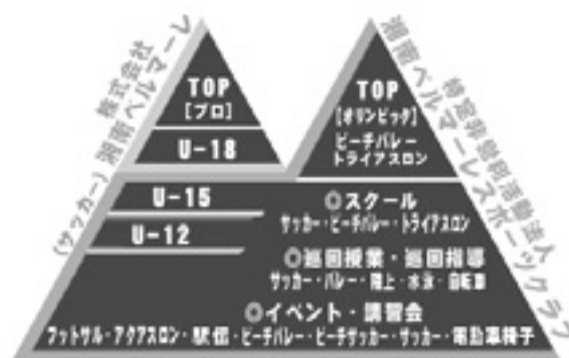 株式会社
(サッカー)湘南ベルマーレ
特定非営利活動法人
湘南ベルマーレスポーツクラブ
TOP
[プロ]
U-18
TOP
[オリンピック]
ビーチバレー
トライアスロン
U-15
U-12
◎スクール
サッカー・ビーチバレー・トライアスロン
◎巡回授業・巡回指導
サッカー・バレー・陸上・水泳・自転車
◎イベント・講習会
フットサル・アクアスロン・駅伝・ビーチバレー・ビーチサッカー・サッカー・電動車椅子